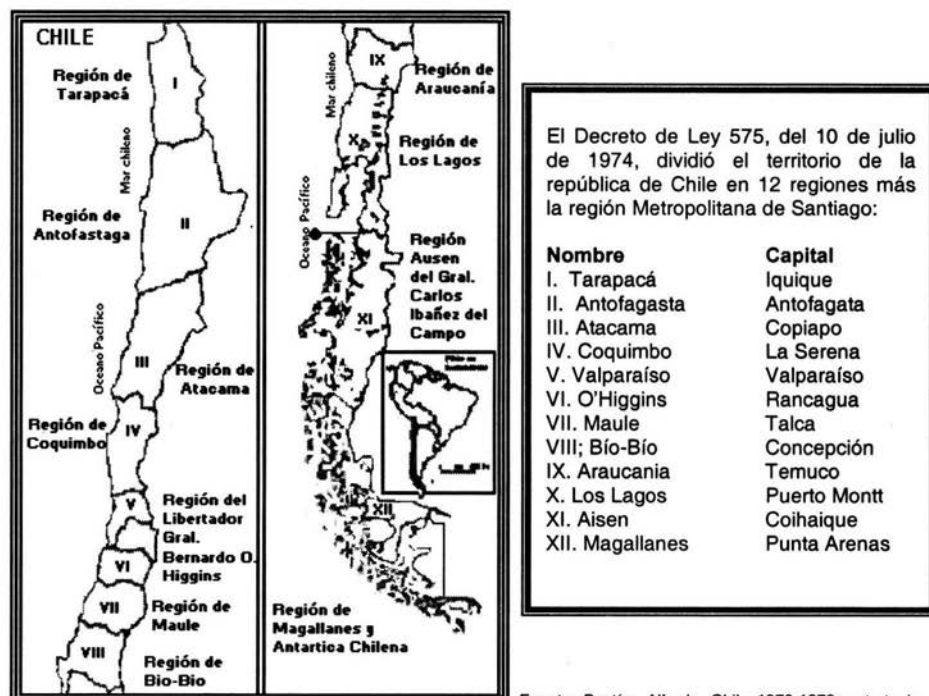 CHILE
Región de
Tarapacá
I
Mar chileno
Región de
Antofastaga
II
Oceano Pacífico
III
Región de
Atacama
Región de
Coquimbo
IV
V
Región del
Libertador
Gral.
Bernardo O.
Higgins
VI
VII
Región de
Maule
VIII
Región de
Bio-Bio
IX
Mar chileno
Región de
Araucanía
X
Región de
Los Lagos
Oceano Pacífico
Región
Ausen
del Gral.
Carlos
Ibañez del
Campo
XI
XII
Región de
Magallanes y
Antartica Chilena
El Decreto de Ley 575, del 10 de julio
de 1974, dividió el territorio de la
república de Chile en 12 regiones más
la región Metropolitana de Santiago:
Nombre Capital
I. Tarapacá Iquique
II. Antofagasta Antofagata
III. Atacama Copiapo
IV. Coquimbo La Serena
V. Valparaíso Valparaíso
VI. O'Higgins Rancagua
VII. Maule Talca
VIII; Bío-Bío Concepción
IX. Araucania Temuco
X. Los Lagos Puerto Montt
XI. Aisen Coihaique
XII. Magallanes Punta Arenas